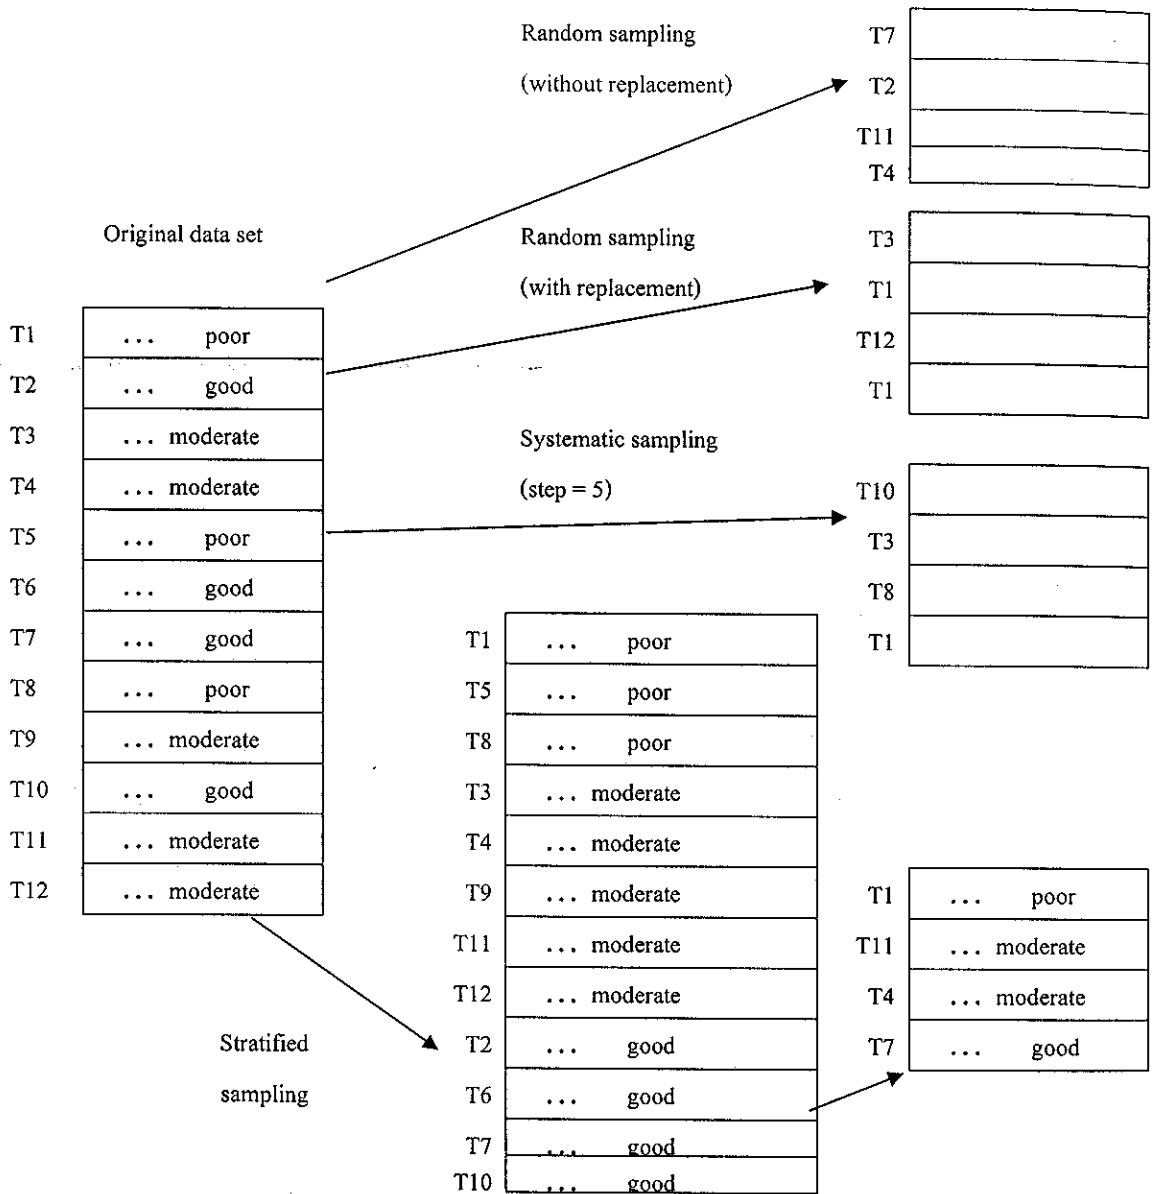 Random sampling
(without replacement)
T7
T2
T11
T4
Original data set
Random sampling
(with replacement)
T3
T1
T12
T1
T1 ... poor
T2 ... good
T3 ... moderate
T4 ... moderate
T5 ... poor
T6 ... good
T7 ... good
T8 ... poor
T9 ... moderate
T10 ... good
T11 ... moderate
T12 ... moderate
Systematic sampling
(step = 5)
T10
T3
T8
T1
Stratified
sampling
T1 ... poor
T5 ... poor
T8 ... poor
T3 ... moderate
T4 ... moderate
T9 ... moderate
T11 ... moderate
T12 ... moderate
T2 ... good
T6 ... good
T7 ... good
T10 ... good
T1 ... poor
T11 ... moderate
T4 ... moderate
T7 ... good